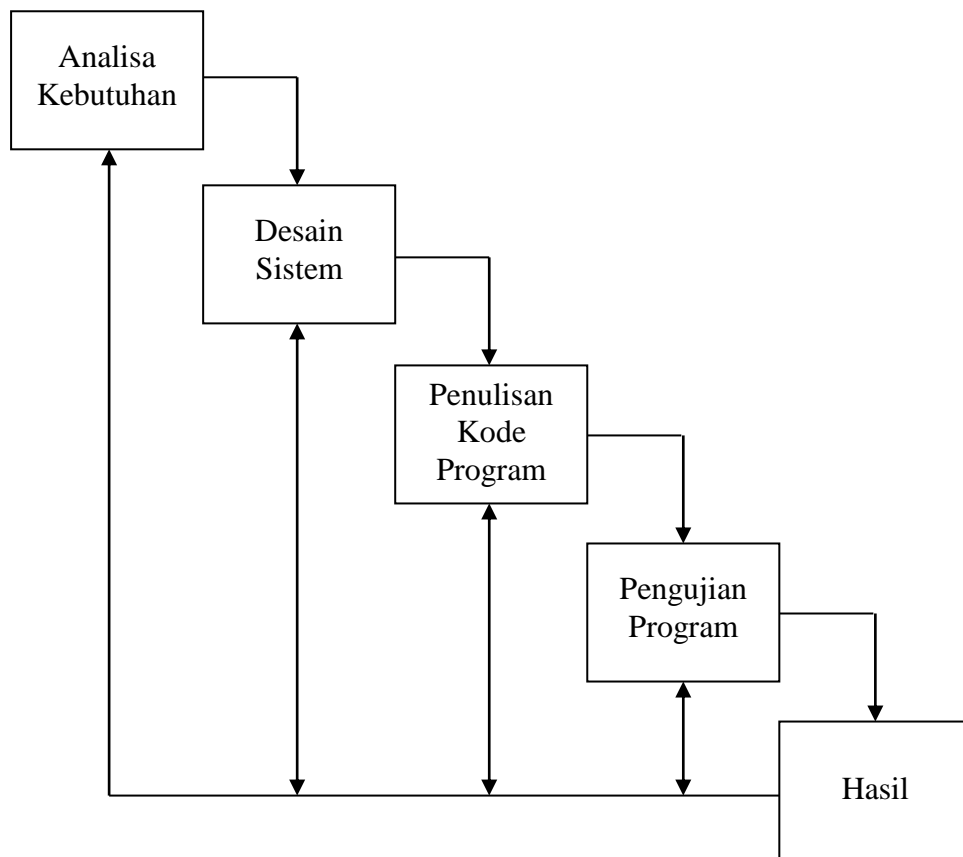 Analisa
Kebutuhan
Desain
Sistem
Penulisan
Kode
Program
Pengujian
Program
Hasil